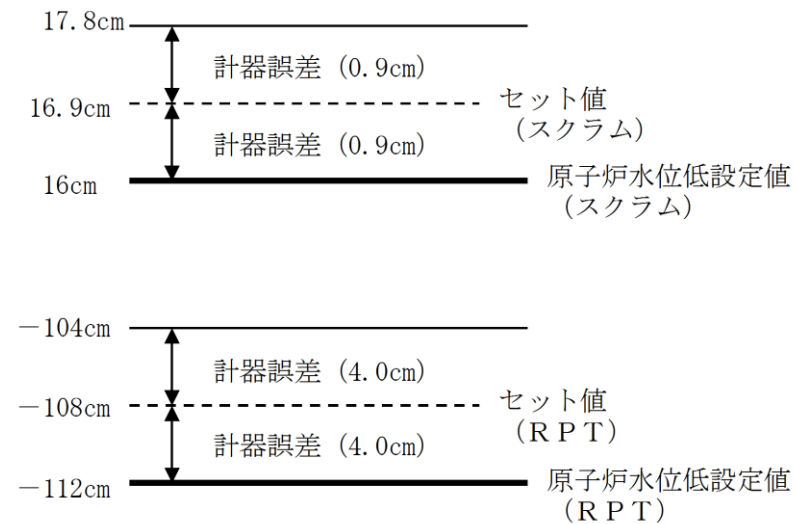 17.8cm
計器誤差 (0.9cm)
16.9cm
セット値
(スクラム)
計器誤差 (0.9cm)
16cm
原子炉水位低設定値
(スクラム)
－104cm
計器誤差 (4.0cm)
－108cm
セット値
(ＲＰＴ)
計器誤差 (4.0cm)
－112cm
原子炉水位低設定値
(ＲＰＴ)